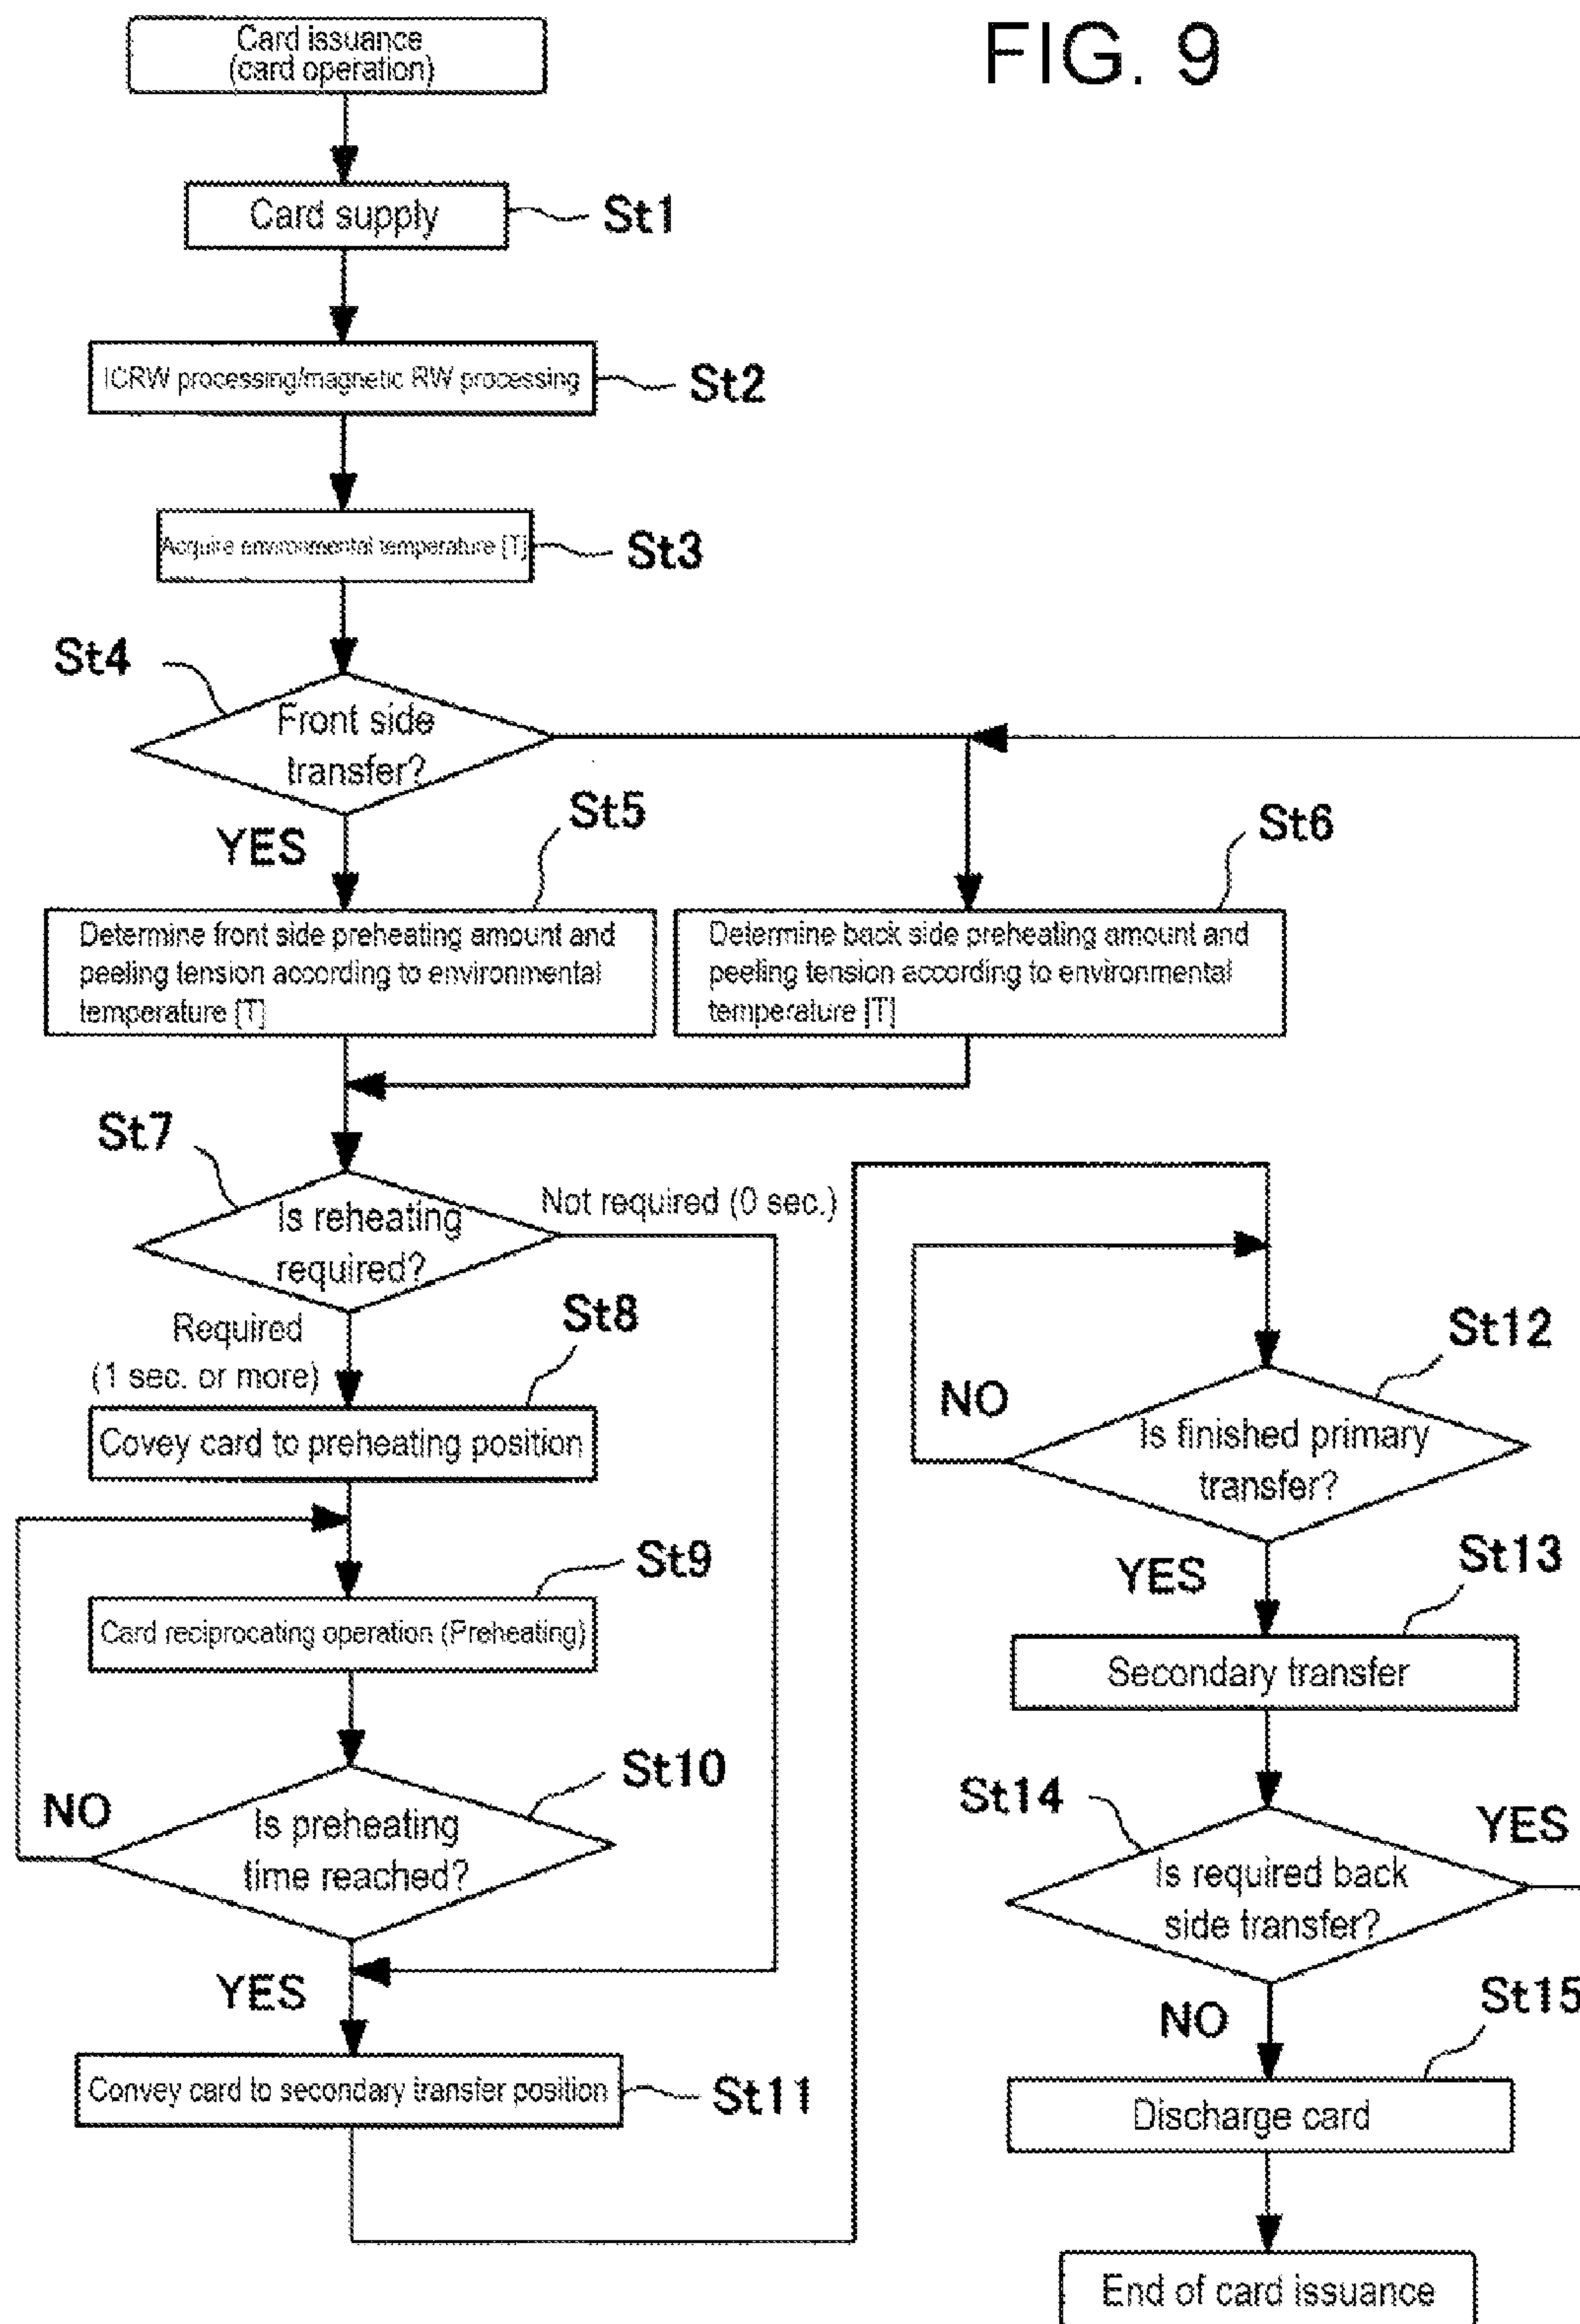 FIG. 9
Card issuance
(card operation)
Card supply
St1
ICRW processing/magnetic RW processing
St2
Acquire environmental temperature [T]
St3
St4
Front side
transfer?
YES
St5
Determine front side preheating amount and
peeling tension according to environmental
temperature [T]
St6
Determine back side preheating amount and
peeling tension according to environmental
temperature [T]
St7
Is reheating
required?
Not required (0 sec.)
Required
(1 sec. or more)
St8
Covey card to preheating position
St9
Card reciprocating operation (Preheating)
St10
Is preheating
time reached?
NO
YES
Convey card to secondary transfer position
St11
St12
Is finished primary
transfer?
NO
YES
St13
Secondary transfer
St14
Is required back
side transfer?
YES
NO
St15
Discharge card
End of card issuance